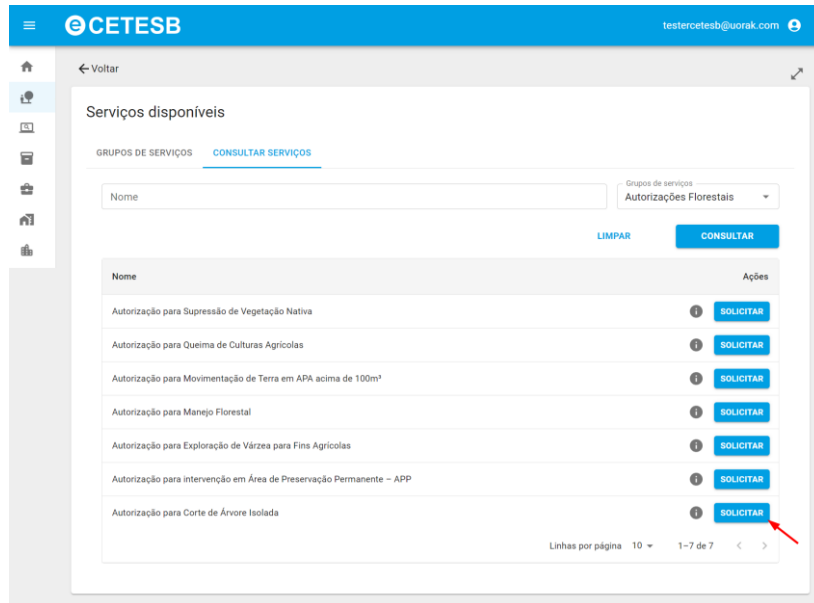 eCETESB
testercetesb@uorak.com
Voltar
Serviços disponíveis
GRUPOS DE SERVIÇOS CONSULTAR SERVIÇOS
Grupos de serviços
Nome Autorizações Florestais
LIMPAR CONSULTAR
Nome Ações
Autorização para Supressão de Vegetação Nativa SOLICITAR
Autorização para Queima de Culturas Agrícolas SOLICITAR
Autorização para Movimentação de Terra em APA acima de 100m³ SOLICITAR
Autorização para Manejo Florestal SOLICITAR
Autorização para Exploração de Várzea para Fins Agrícolas SOLICITAR
Autorização para intervenção em Área de Preservação Permanente – APP SOLICITAR
Autorização para Corte de Árvore Isolada SOLICITAR
Linhas por página 10 1–7 de 7